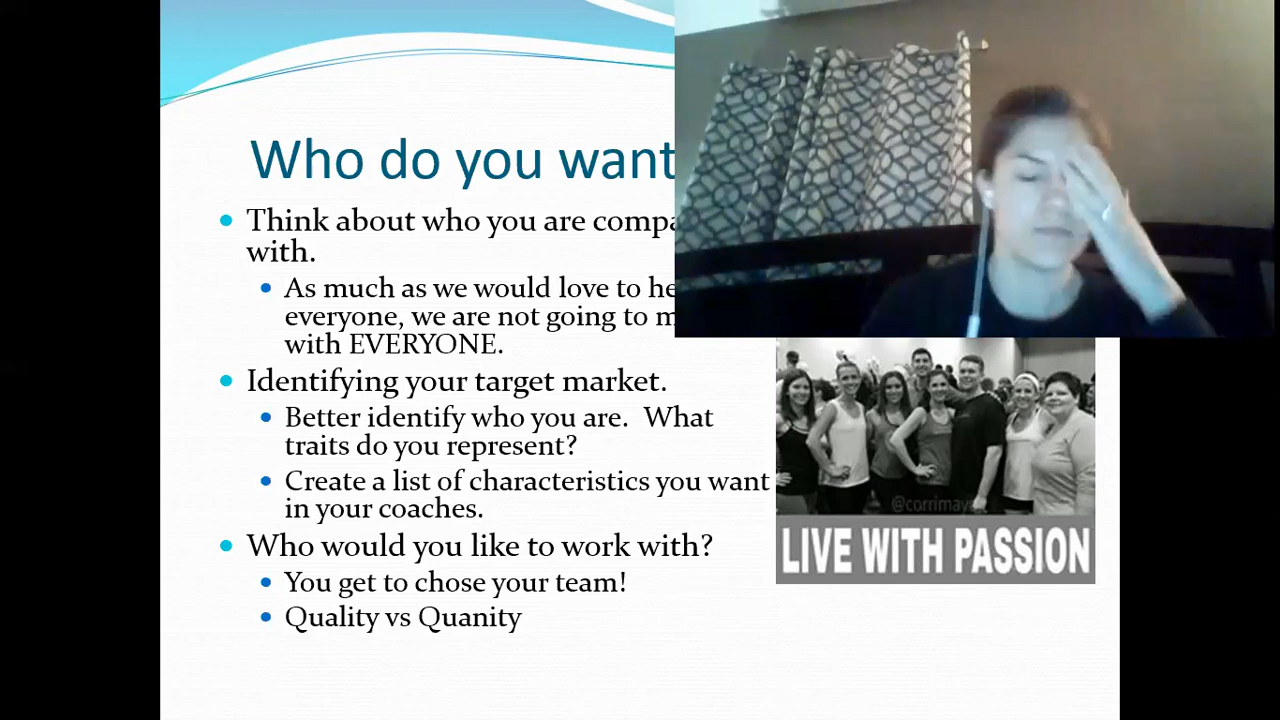 Who do you want
Think about who you are compa
with.
As much as we would love to he
everyone, we are not going to m
with EVERYONE.
Identifying your target market.
Better identify who you are.  What
traits do you represent?
Create a list of characteristics you want
in your coaches.
Who would you like to work with?
You get to chose your team!
Quality vs Quanity
@corrimay
LIVE WITH PASSION